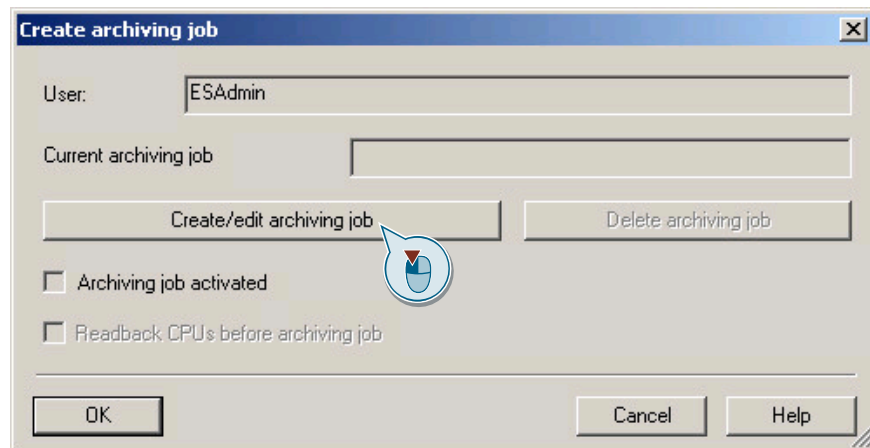 Create archiving job
User:
ESAdmin
Current archiving job
Create/edit archiving job
Delete archiving job
Archiving job activated
Readback CPUs before archiving job
OK
Cancel
Help